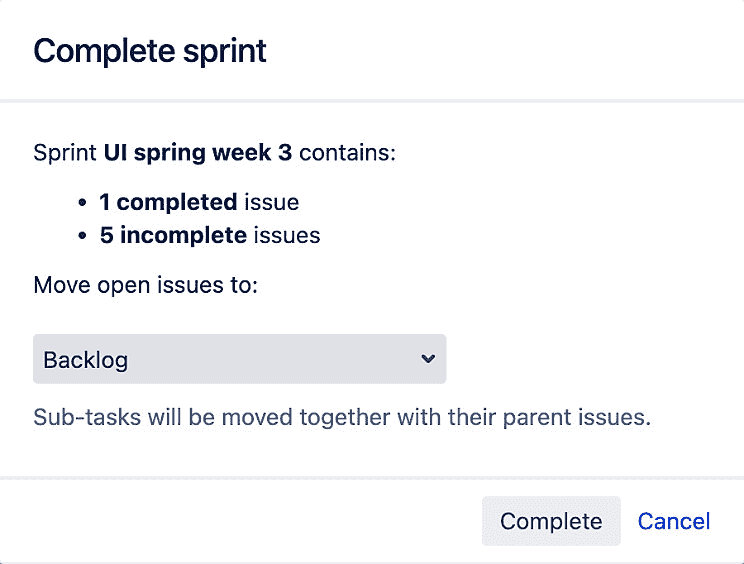 Complete sprint
Sprint UI spring week 3 contains:
• 1 completed issue
• 5 incomplete issues
Move open issues to:
Backlog
Sub-tasks will be moved together with their parent issues.
Complete Cancel